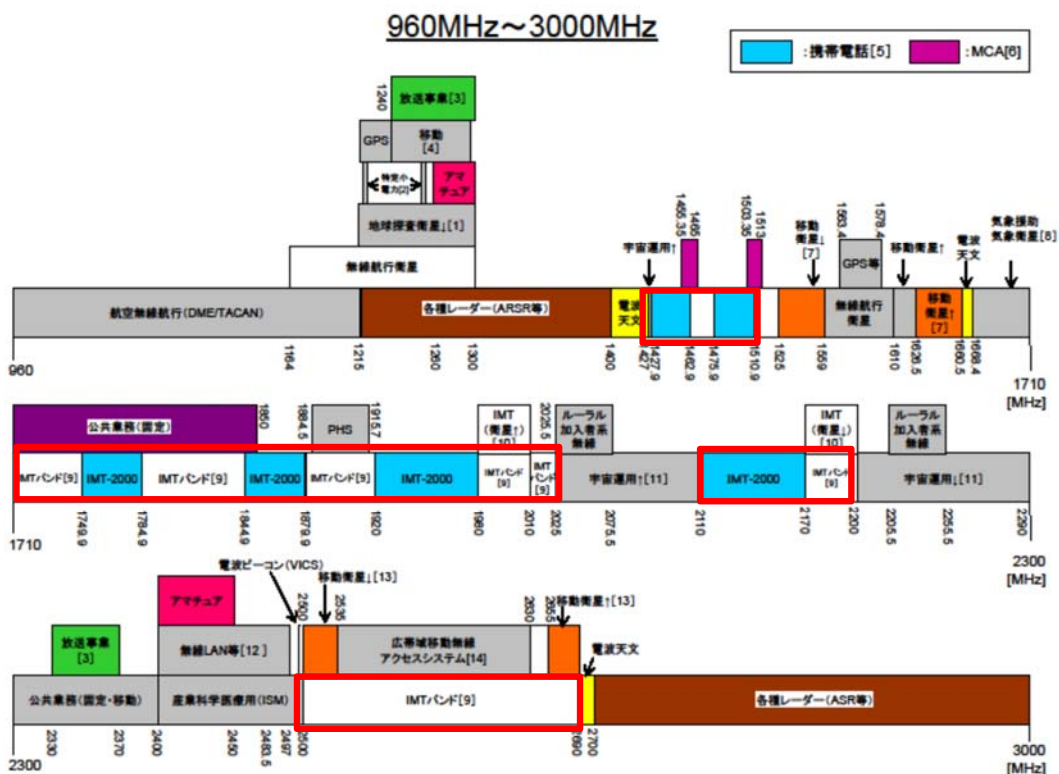 960MHz～3000MHz
:携帯電話[5]
:MCA[6]
1240
放送事業[3]
GPS
移動
[4]
特定小
電力[2]
アマ
チュア
地球探査衛星↓[1]
無線航行衛星
1455.35
1465
1503.35
1513
1563.4
1578.4
宇宙運用↑
移動
衛星↓
[7]
GPS等
移動衛星↑
電波
天文
気象援助
気象衛星[8]
航空無線航行(DME/TACAN)
各種レーダー(ARSR等)
電波
天文
無線航行
衛星
移動
衛星↑
[7]
960
1164
1215
1260
1300
1400
1427
1427.9
1462.9
1475.9
1510.9
1525
1559
1610
1626.5
1660.5
1668.4
1710
[MHz]
公共業務(固定)
1850
1884.5
PHS
1915.7
IMT
(衛星↑)
[10]
2025.5
ルーラル
加入者系
無線
IMT
(衛星↓)
[10]
ルーラル
加入者系
無線
IMTバンド[9]
IMT-2000
IMTバンド[9]
IMT-2000
IMTバンド[9]
IMT-2000
IMTバンド
[9]
IMT
バンド
[9]
宇宙運用↑[11]
IMT-2000
IMTバンド
[9]
宇宙運用↓[11]
1710
1749.9
1784.9
1844.9
1879.9
1920
1980
2010
2025
2075.5
2110
2170
2200
2205.5
2255.5
2290
2300
[MHz]
電波ビーコン(VICS)
移動衛星↓[13]
移動衛星↑[13]
アマチュア
2500
2535
2630
2655
放送事業
[3]
無線LAN等[12]
広帯域移動無線
アクセスシステム[14]
電波天文
公共業務(固定・移動)
産業科学医療用(ISM)
IMTバンド[9]
各種レーダー(ASR等)
2300
2330
2370
2400
2450
2483.5
2497
2500
2690
2700
3000
[MHz]